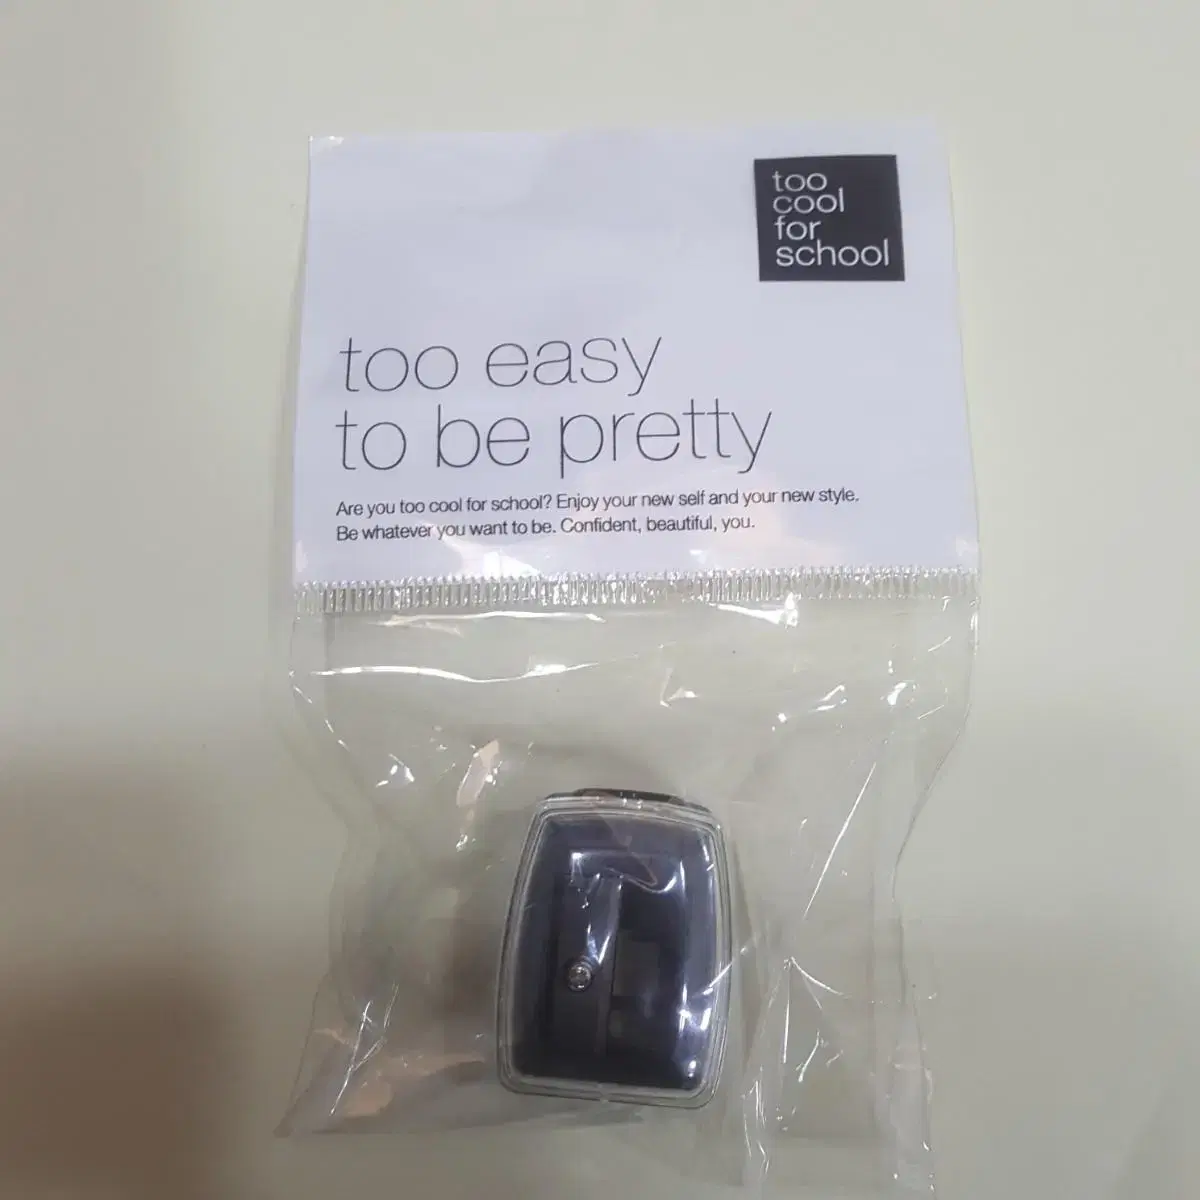 too
cool
for
school
too easy
to be pretty
Are you too cool for school? Enjoy your new self and your new style.
Be whatever you want to be. Confident, beautiful, you.